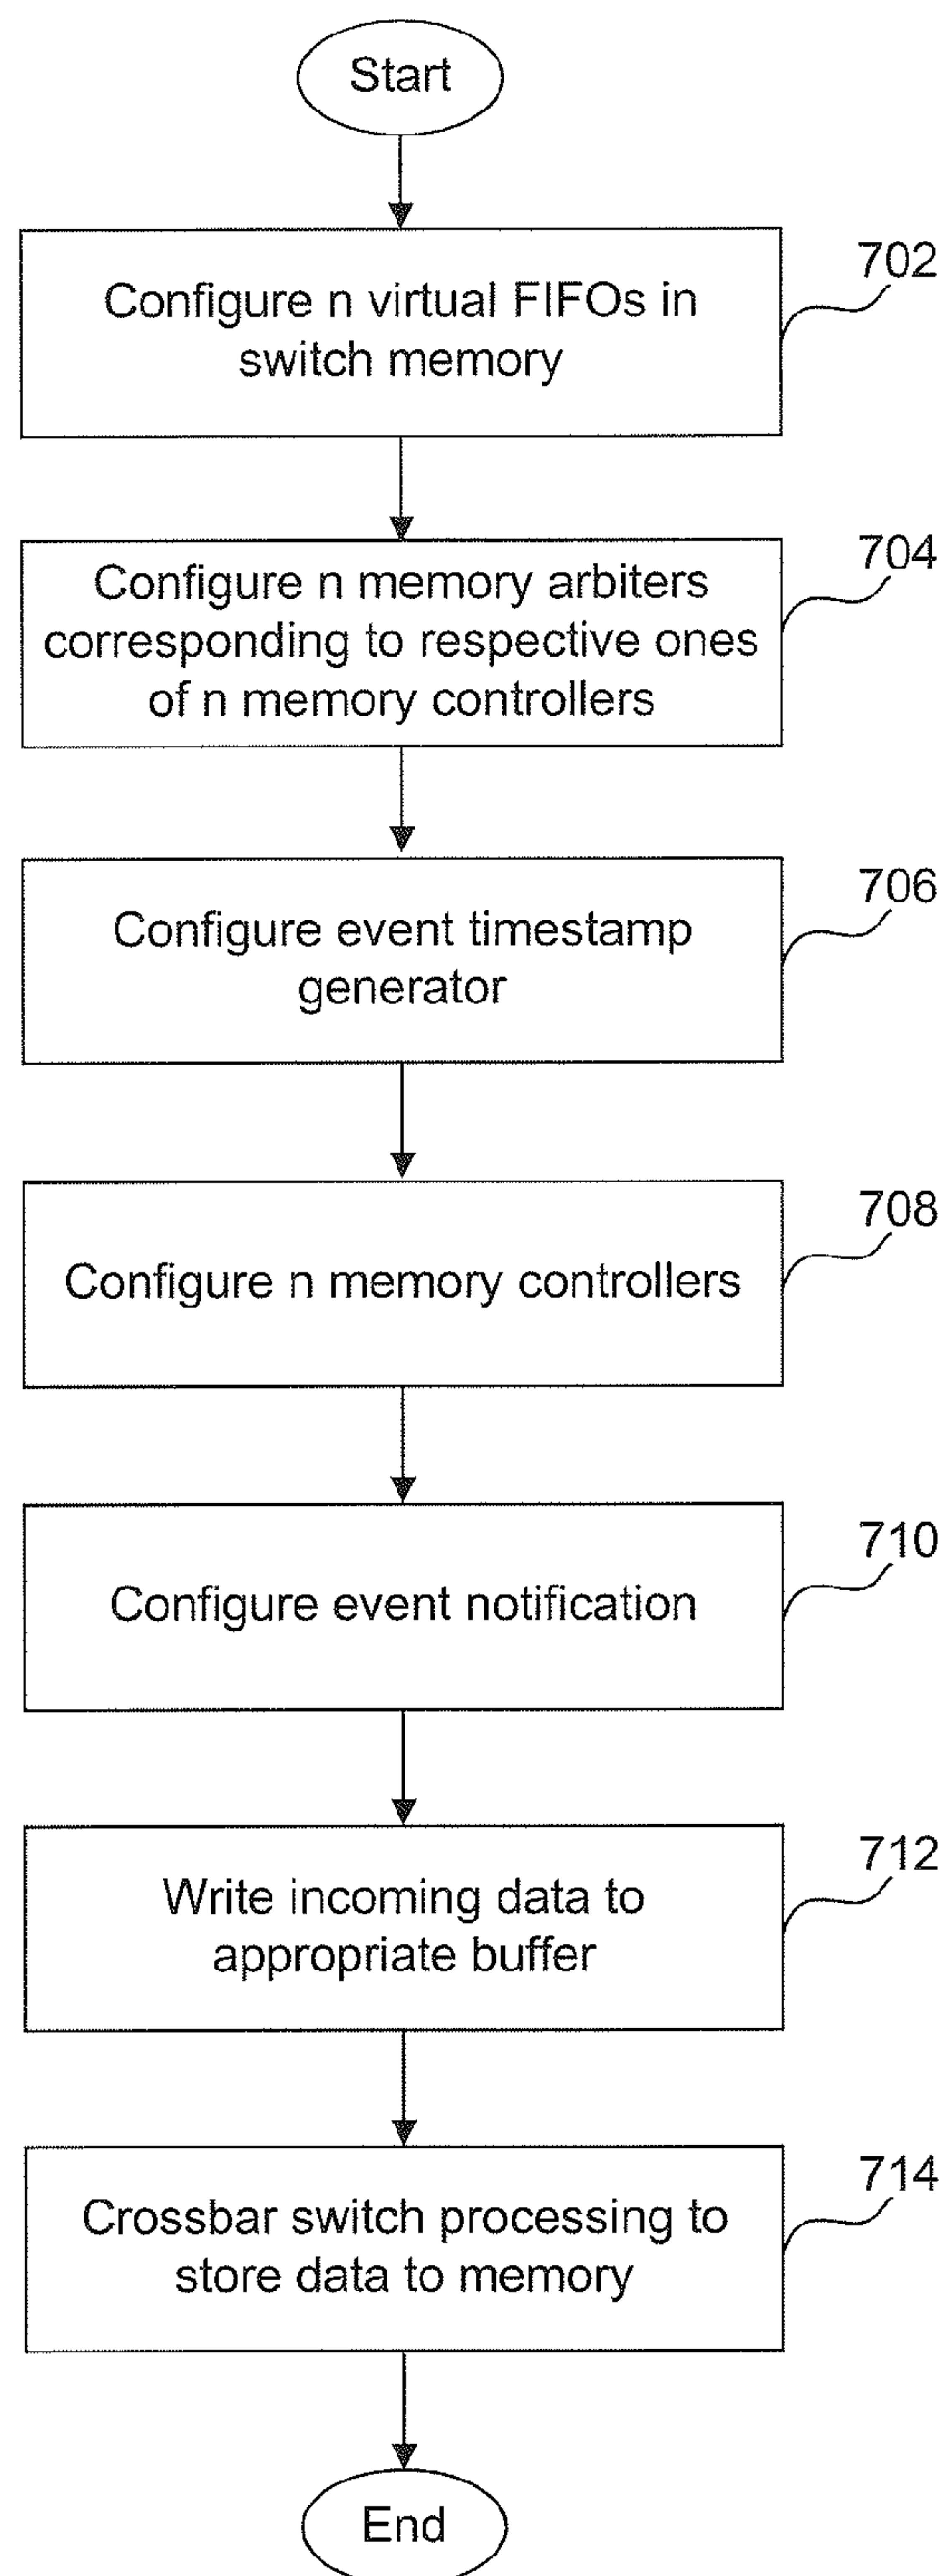 Start
702
Configure n virtual FIFOs in
switch memory
704
Configure n memory arbiters
corresponding to respective ones
of n memory controllers
706
Configure event timestamp
generator
708
Configure n memory controllers
710
Configure event notification
712
Write incoming data to
appropriate buffer
714
Crossbar switch processing to
store data to memory
End